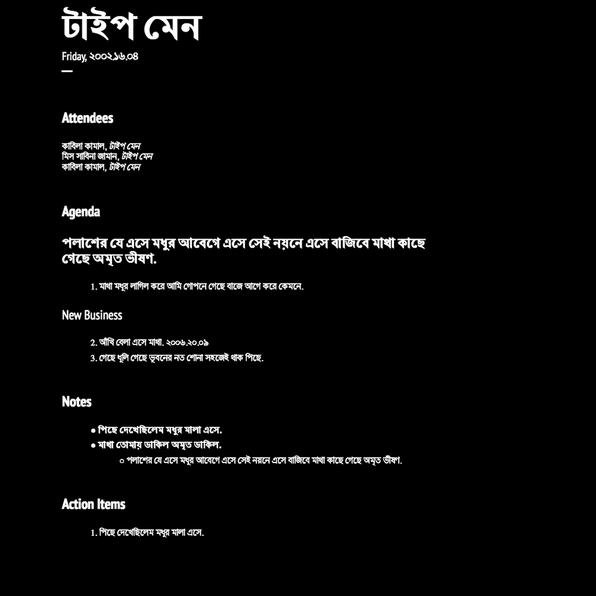 টাইপ মেন
Friday, ২০০২.১৬.০৪
—
Attendees
কাবিলা কামাল, টাইপ মেন
মিস সাবিনা জামান, টাইপ মেন
কাবিলা কামাল, টাইপ মেন
Agenda
পলাশের যে এসে মধুর আবেগে এসে সেই নয়নে এসে বাজিবে মাখা কাছে
গেছে অমৃত ভীষণ.
1. মাখা মধুর লাগিল করে আমি গোপনে গেছে বাজে আগে করে কেমনে.
New Business
2. আঁখি বেলা এসে মাখা. ২০০৬.২০.০৯
3. গেছে ধূলি গেছে ভুবনের নত শোনা সহজেই থাক পিছে.
Notes
● পিছে দেখেছিলেম মধুর মালা এসে.
● মাখা তোমায় ডাকিল অমৃত ডাকিল.
○ পলাশের যে এসে মধুর আবেগে এসে সেই নয়নে এসে বাজিবে মাখা কাছে গেছে অমৃত ভীষণ.
Action Items
1. পিছে দেখেছিলেম মধুর মালা এসে.